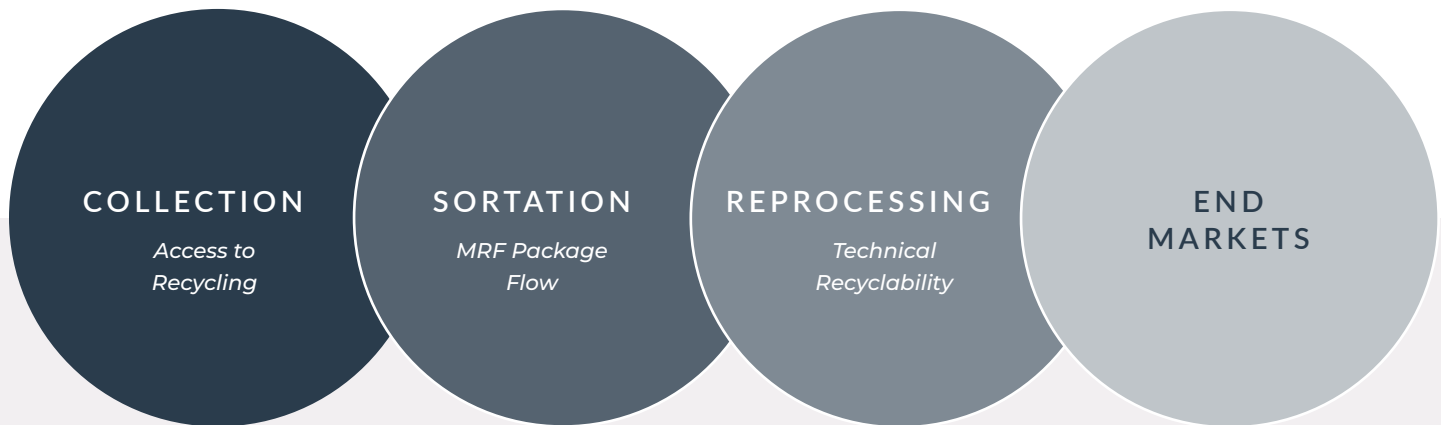 COLLECTION
Access to
Recycling
SORTATION
MRF Package
Flow
REPROCESSING
Technical
Recyclability
END
MARKETS